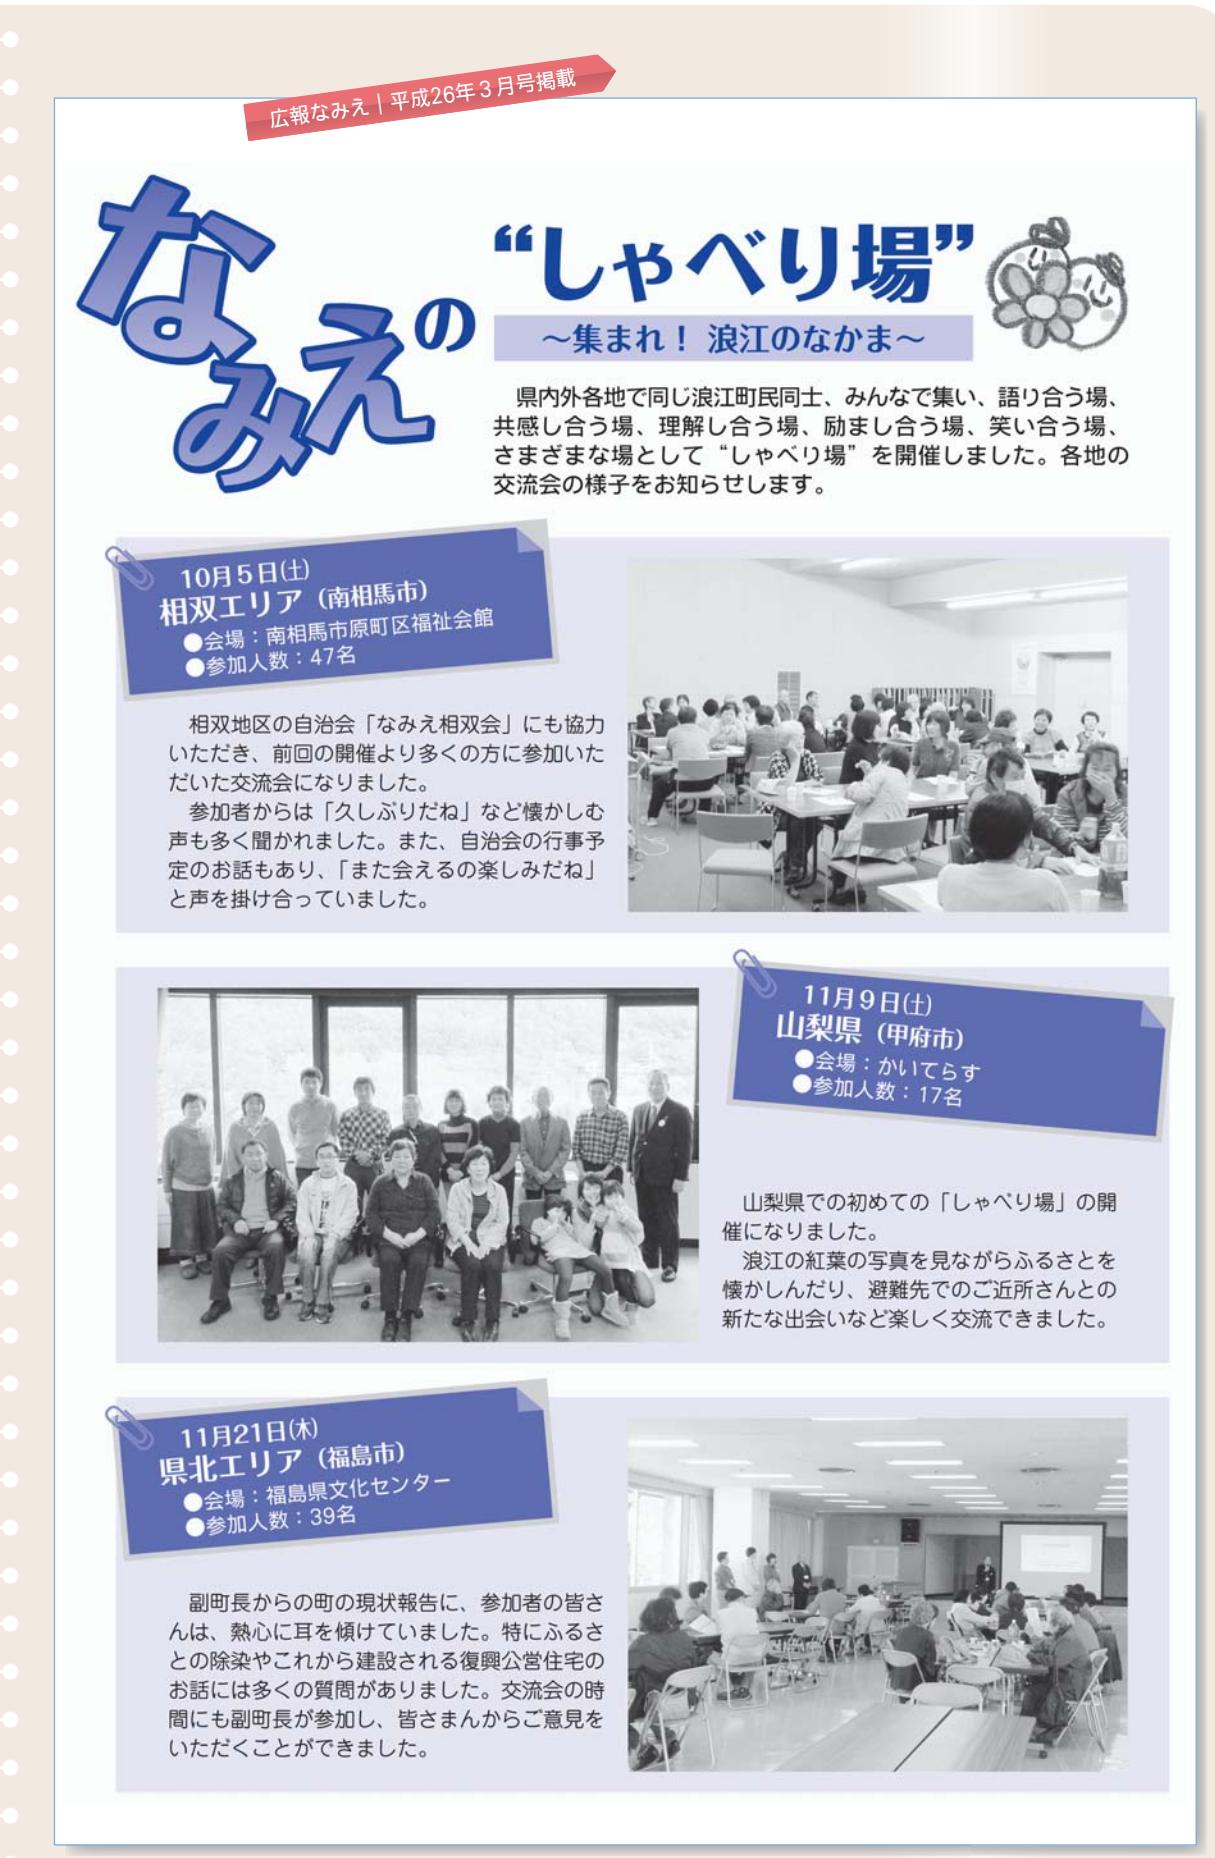 広報なみえ｜平成26年3月号掲載
なみえの
“しゃべり場”
～集まれ！ 浪江のなかま～
県内外各地で同じ浪江町民同士、みんなで集い、語り合う場、
共感し合う場、理解し合う場、励まし合う場、笑い合う場、
さまざまな場として“しゃべり場”を開催しました。各地の
交流会の様子をお知らせします。
10月5日(土)
相双エリア（南相馬市）
●会場：南相馬市原町区福祉会館
●参加人数：47名
相双地区の自治会「なみえ相双会」にも協力
いただき、前回の開催より多くの方に参加いた
だいた交流会になりました。
参加者からは「久しぶりだね」など懐かしむ
声も多く聞かれました。また、自治会の行事予
定のお話もあり、「また会えるの楽しみだね」
と声を掛け合っていました。
11月9日(土)
山梨県（甲府市）
●会場：かいてらす
●参加人数：17名
山梨県での初めての「しゃべり場」の開
催になりました。
浪江の紅葉の写真を見ながらふるさとを
懐かしんだり、避難先でのご近所さんとの
新たな出会いなど楽しく交流できました。
11月21日(木)
県北エリア（福島市）
●会場：福島県文化センター
●参加人数：39名
副町長からの町の現状報告に、参加者の皆さ
んは、熱心に耳を傾けていました。特にふるさ
との除染やこれから建設される復興公営住宅の
お話には多くの質問がありました。交流会の時
間にも副町長が参加し、皆さまんからご意見を
いただくことができました。